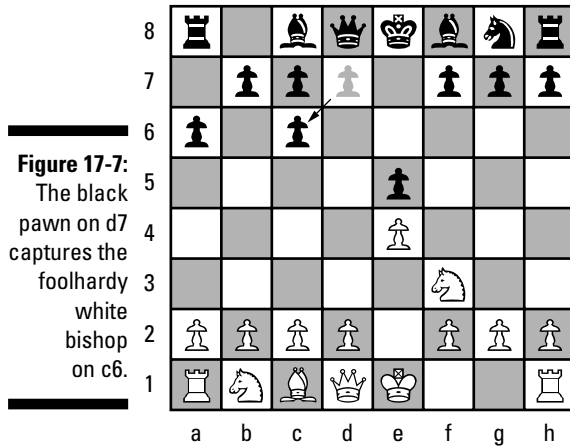 Figure 17-7:
The black
pawn on d7
captures the
foolhardy
white
bishop
on c6.
8
7
6
5
4
3
2
1
a b c d e f g h